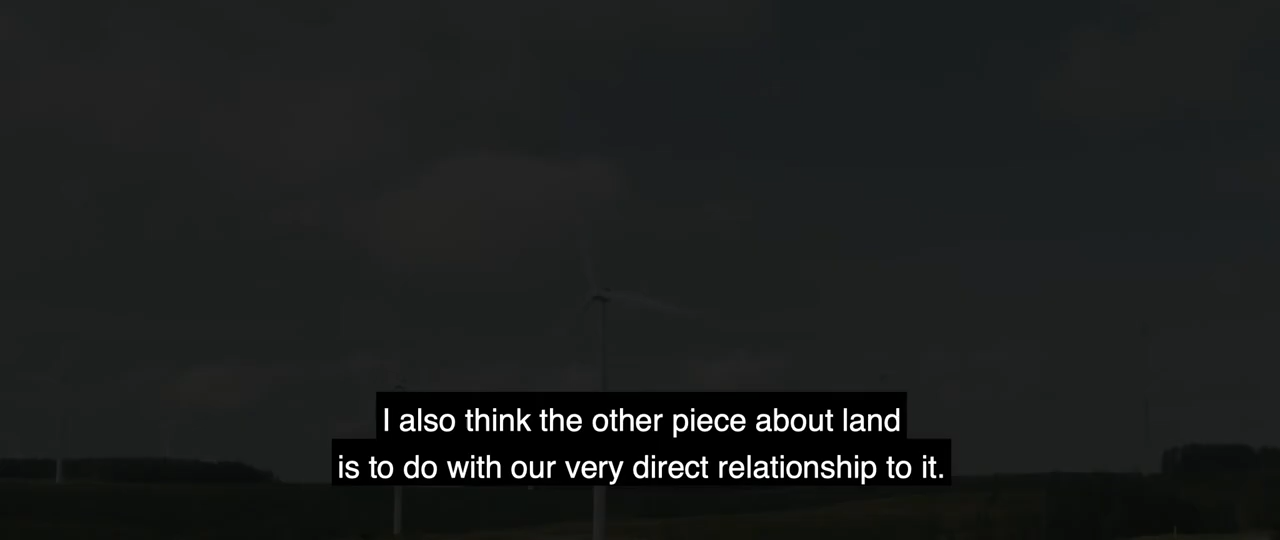 I also think the other piece about land
is to do with our very direct relationship to it.